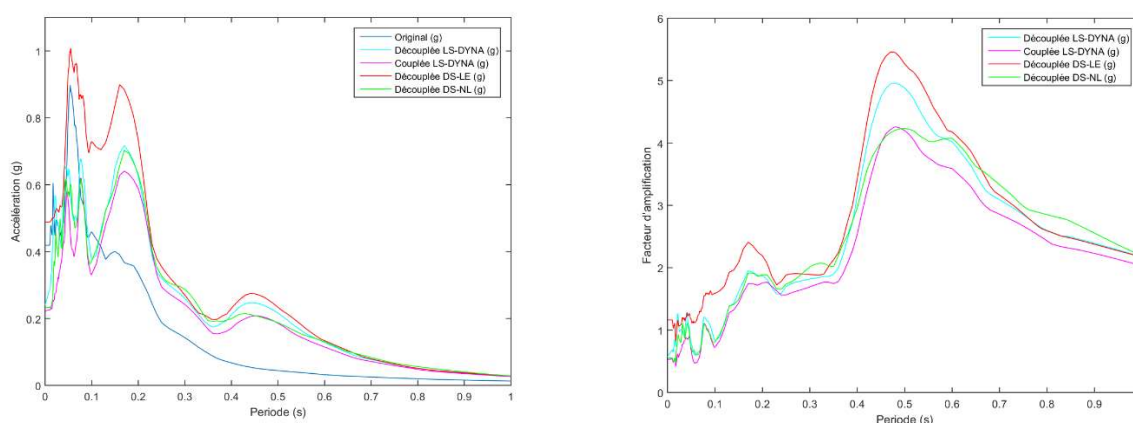 Original (g)
Découplée LS-DYNA (g)
Couplée LS-DYNA (g)
Découplée DS-LE (g)
Découplée DS-NL (g)
1
0.8
0.6
0.4
0.2
0
Accélération (g)
0 0.1 0.2 0.3 0.4 0.5 0.6 0.7 0.8 0.9 1
Periode (s)
Découplée LS-DYNA (g)
Couplée LS-DYNA (g)
Découplée DS-LE (g)
Découplée DS-NL (g)
6
5
4
3
2
1
0
Facteur d'amplification
0 0.1 0.2 0.3 0.4 0.5 0.6 0.7 0.8 0.9
Periode (s)